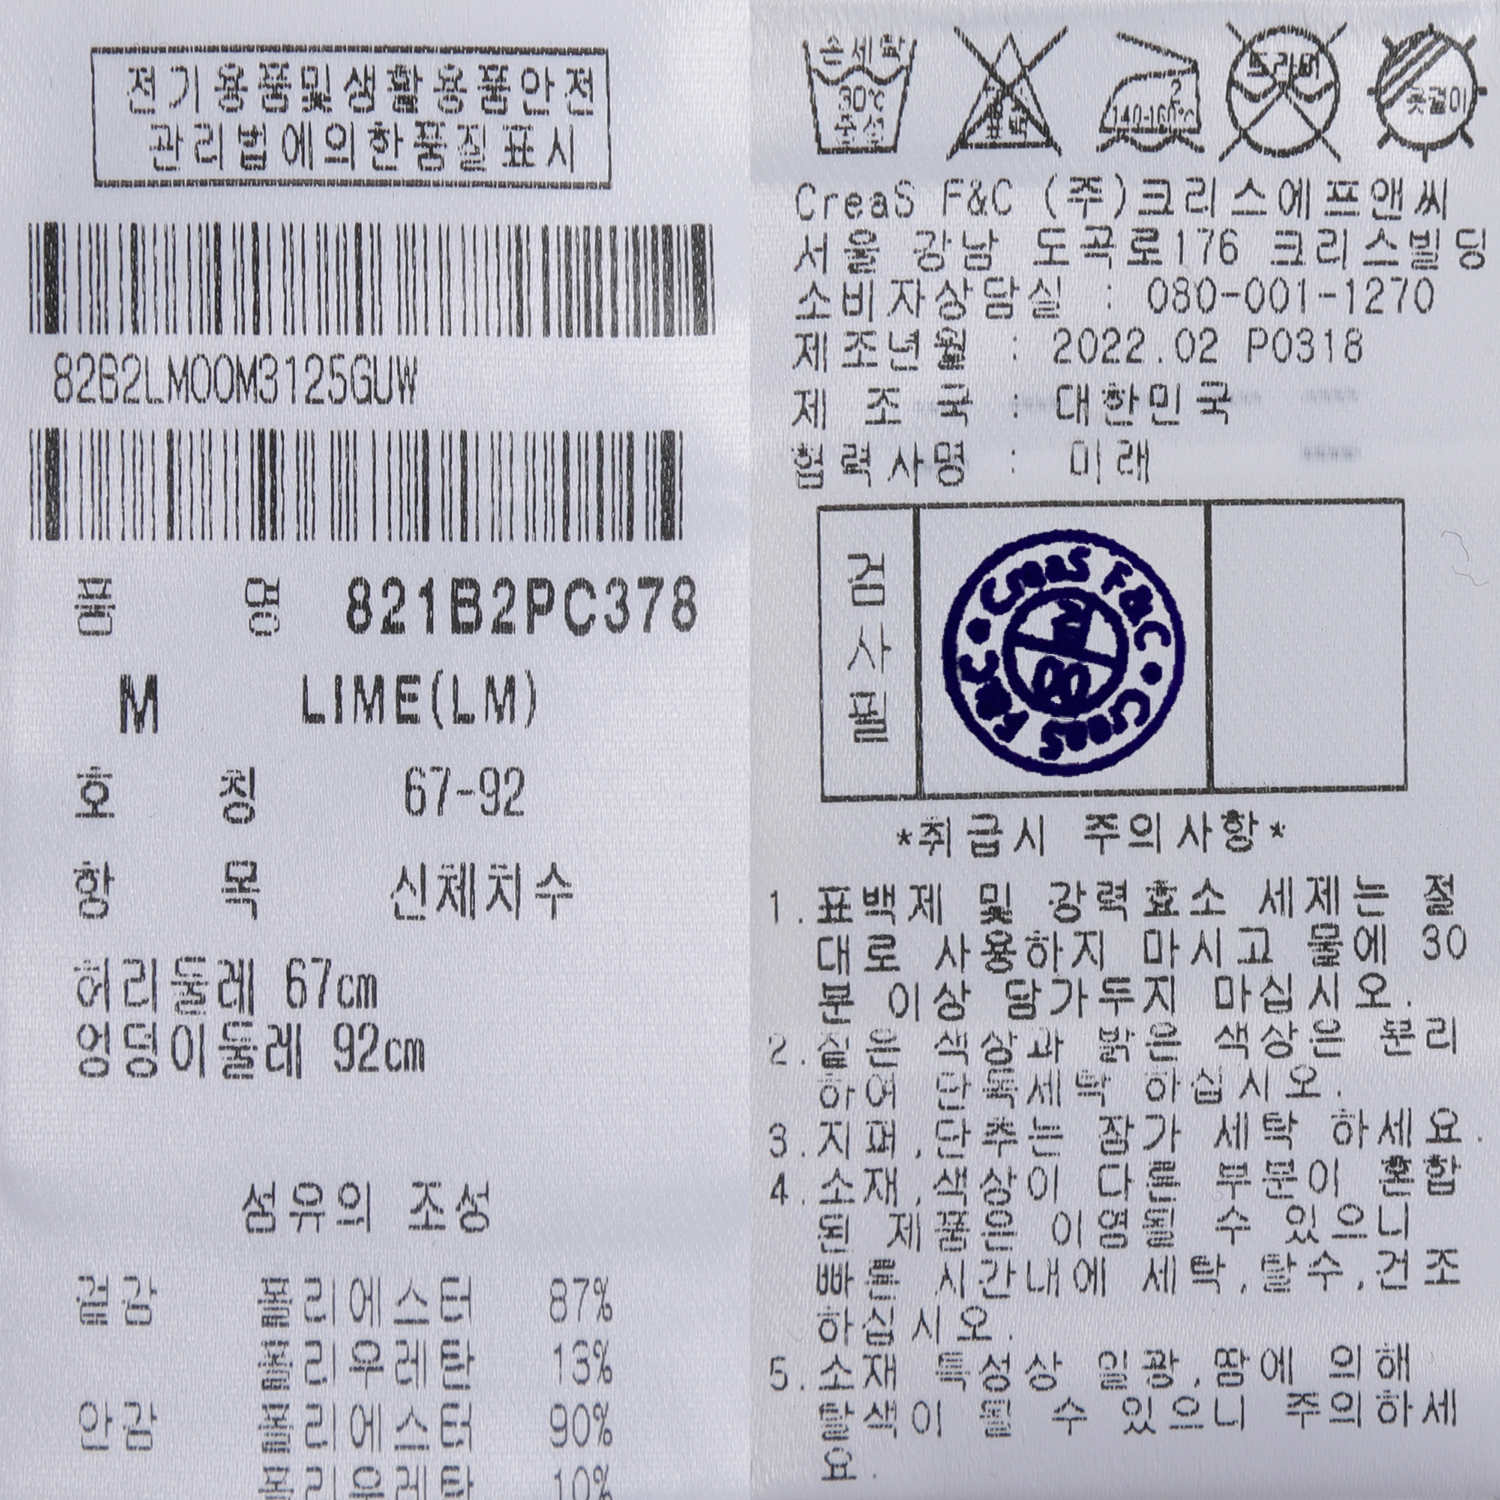 전기용품및생활용품안전
관리법에의한품질표시
82B2LM00M3125GUW
품 명 821B2PC378
M LIME(LM)
호 칭 67-92
항 목 신체치수
허리둘레 67cm
엉덩이둘레 92cm
섬유의 조성
겉감 폴리에스터 87%
폴리우레탄 13%
안감 폴리에스터 90%
폴리우레탄 10%
손세탁
30℃
중성
표백
2
140-160℃
드라이
옷걸이
CreaS F&C (주)크리스에프앤씨
서울 강남 도곡로176 크리스빌딩
소비자상담실 : 080-001-1270
제조년월 : 2022.02 P0318
제 조 국 : 대한민국
협력사명 : 미래
검
사
필
CreaS F&C
CreaS F&C
*취급시 주의사항*
1.표백제 및 강력효소 세제는 절
대로 사용하지 마시고 물에 30
분 이상 담가두지 마십시오.
2.짙은 색상과 밝은 색상은 분리
하여 단독세탁 하십시오.
3.지퍼,단추는 잠가 세탁 하세요.
4.소재,색상이 다른 부분이 혼합
된 제품은 이염될 수 있으니
빠른 시간내에 세탁,탈수,건조
하십시오.
5.소재 특성상 일광,땀에 의해
탈색이 될 수 있으니 주의하세
요.